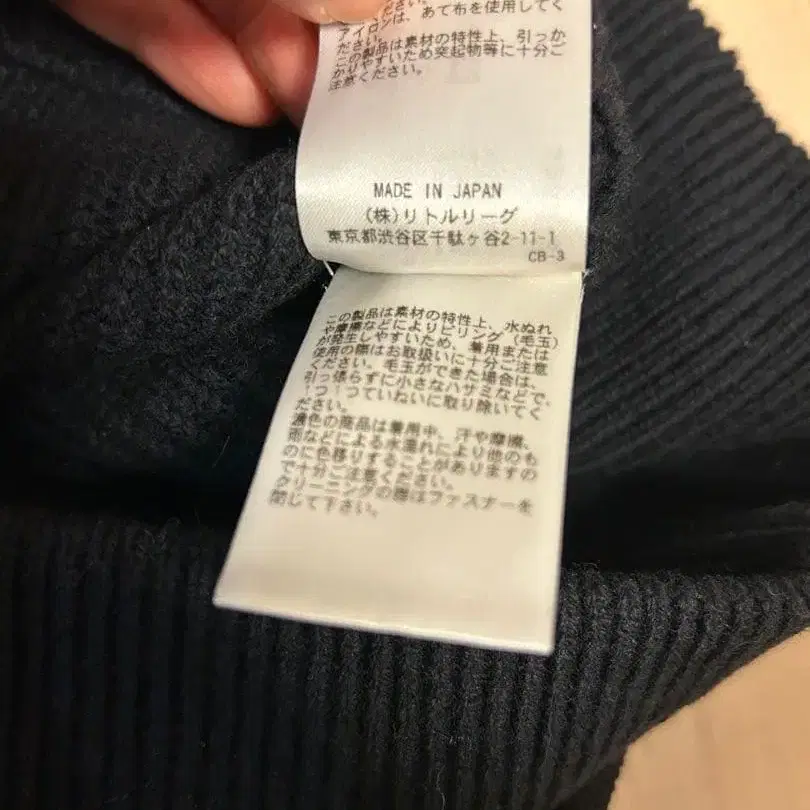 ださい。
アイロンは、あて布を使用してく
ださい。
この製品は素材の特性上、引っか
かりやすいため突起物等に十分ご
注意ください。
MADE IN JAPAN
(株)リトルリーグ
東京都渋谷区千駄ヶ谷2-11-1
CB-3
この製品は素材の特性上、水ぬれ
や摩擦などによりピリング(毛玉)
が発生しやすいため、着用または
使用の際はお取扱いに十分ご注意
ください。毛玉ができた場合は、
引っ張らずに小さなハサミなどで、
1つ1つていねいに取り除いてく
ださい。
濃色の商品は着用中、汗や摩擦、
雨などによる水濡れにより他のも
のに色移りすることがありますの
で十分ご注意ください。
クリーニングの際はファスナーを
閉じて下さい。